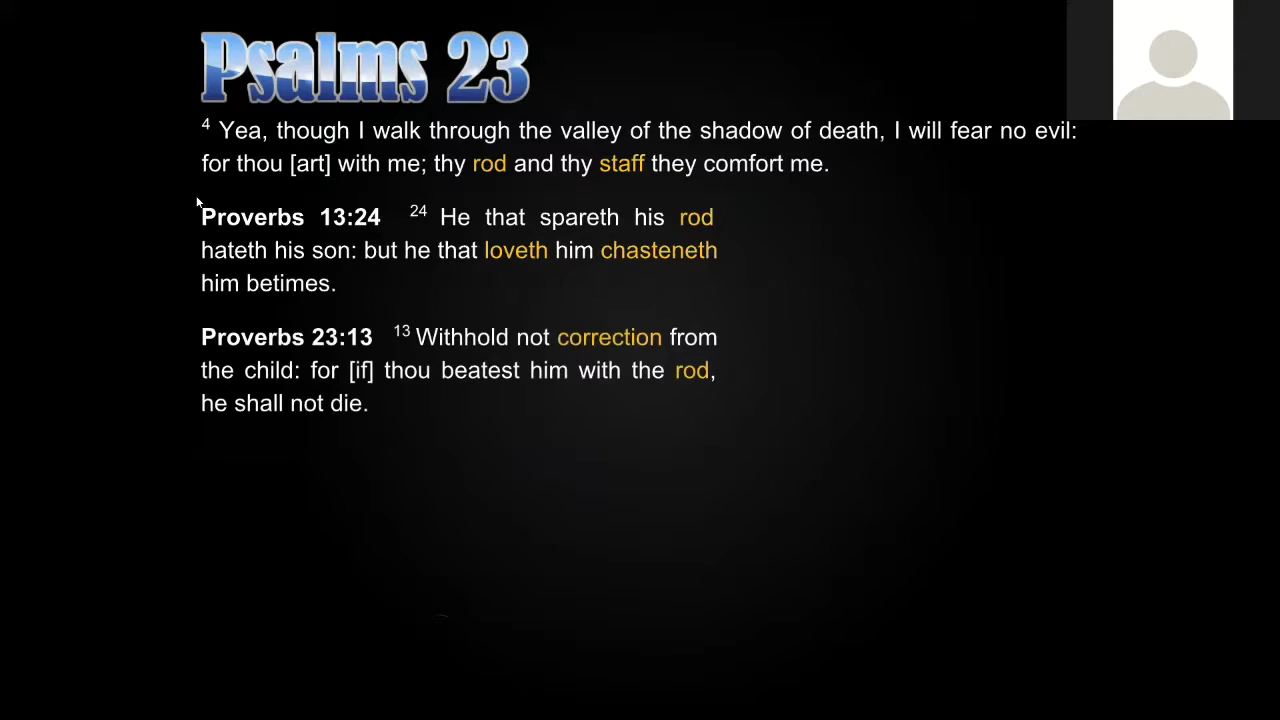 Psalms 23
4 Yea, though I walk through the valley of the shadow of death, I will fear no evil:
for thou [art] with me; thy rod and thy staff they comfort me.
Proverbs 13:24 24 He that spareth his rod
hateth his son: but he that loveth him chasteneth
him betimes.
Proverbs 23:13 13 Withhold not correction from
the child: for [if] thou beatest him with the rod,
he shall not die.